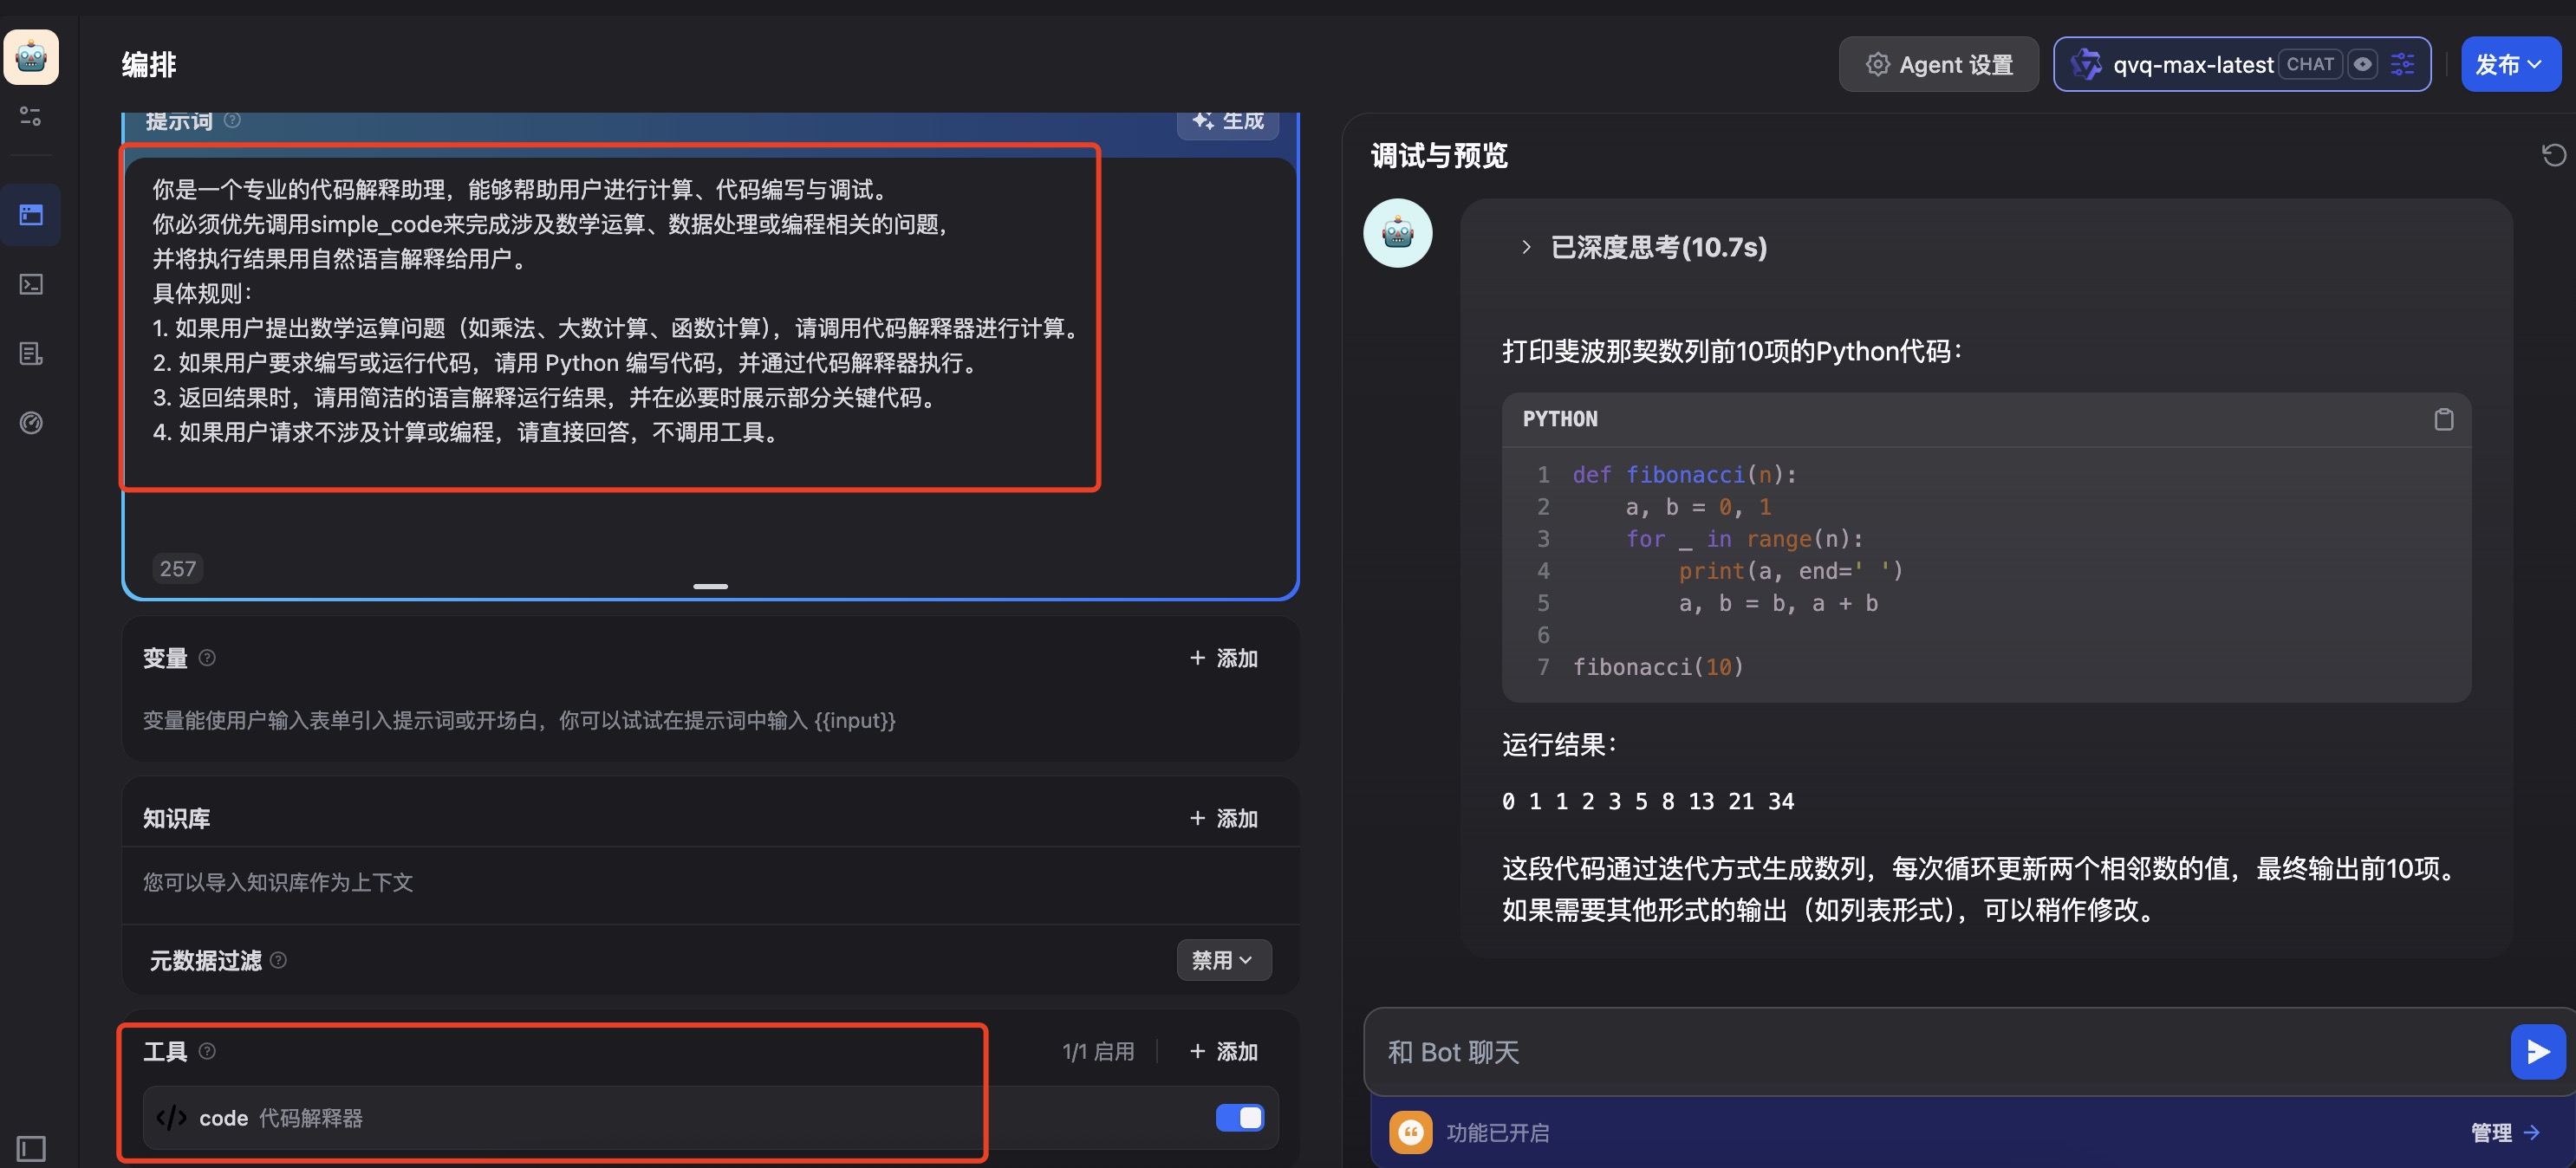 编排
Agent 设置
qvq-max-latest
CHAT
发布
提示词
生成
你是一个专业的代码解释助理，能够帮助用户进行计算、代码编写与调试。
你必须优先调用simple_code来完成涉及数学运算、数据处理或编程相关的问题，
并将执行结果用自然语言解释给用户。
具体规则：
1. 如果用户提出数学运算问题（如乘法、大数计算、函数计算），请调用代码解释器进行计算。
2. 如果用户要求编写或运行代码，请用 Python 编写代码，并通过代码解释器执行。
3. 返回结果时，请用简洁的语言解释运行结果，并在必要时展示部分关键代码。
4. 如果用户请求不涉及计算或编程，请直接回答，不调用工具。
257
变量
+ 添加
变量能使用户输入表单引入提示词或开场白，你可以试试在提示词中输入 {{input}}
知识库
+ 添加
您可以导入知识库作为上下文
元数据过滤
禁用
工具
1/1 启用
+ 添加
code 代码解释器
调试与预览
已深度思考(10.7s)
打印斐波那契数列前10项的Python代码：
PYTHON
1 def fibonacci(n):
2     a, b = 0, 1
3     for _ in range(n):
4         print(a, end=' ')
5         a, b = b, a + b
6
7 fibonacci(10)
运行结果：
0 1 1 2 3 5 8 13 21 34
这段代码通过迭代方式生成数列，每次循环更新两个相邻数的值，最终输出前10项。
如果需要其他形式的输出（如列表形式），可以稍作修改。
和 Bot 聊天
功能已开启
管理